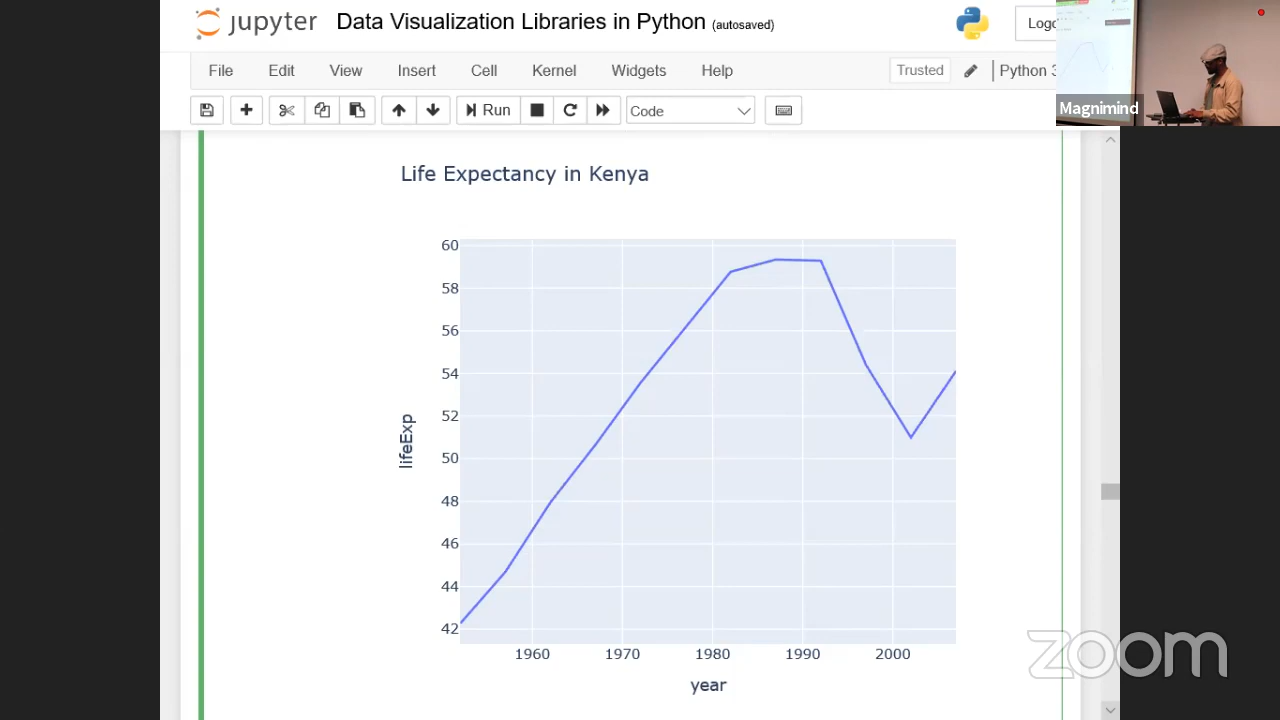 jupyter Data Visualization Libraries in Python (autosaved)
Logo
File Edit View Insert Cell Kernel Widgets Help
Trusted
Python 3
Run
Code
Magnimind
Life Expectancy in Kenya
60
58
56
54
52
50
48
46
44
42
lifeExp
1960 1970 1980 1990 2000
year
zoom